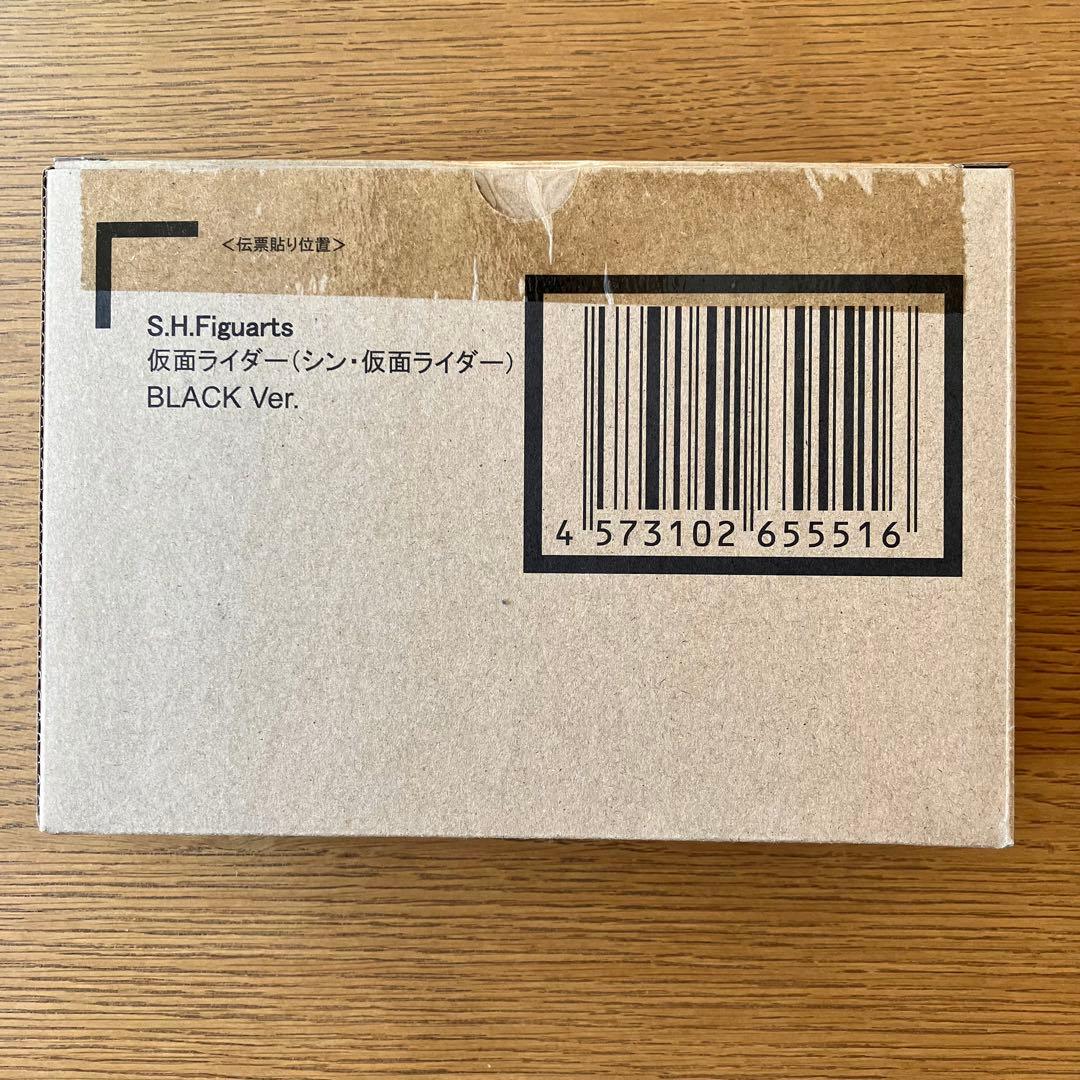 <伝票貼り位置>
S.H.Figuarts
仮面ライダー(シン・仮面ライダー)
BLACK Ver.
4 573102 655516